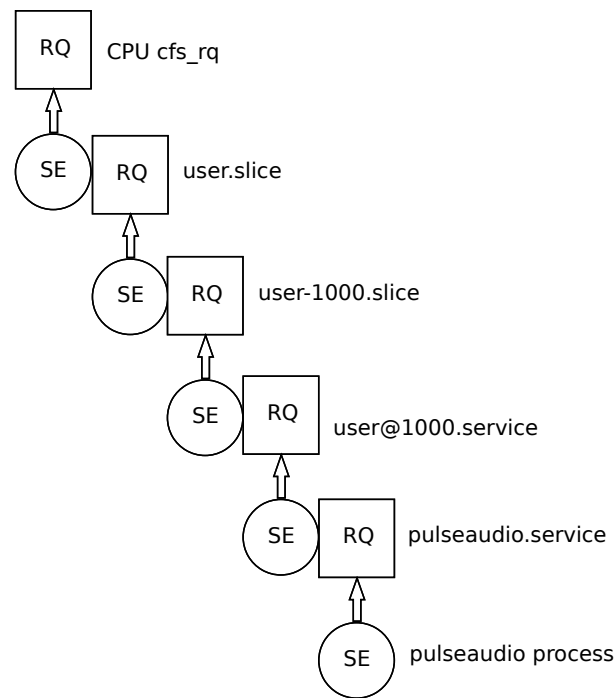 RQ CPU cfs_rq
SE RQ user.slice
SE RQ user-1000.slice
SE RQ user@1000.service
SE RQ pulseaudio.service
SE pulseaudio process